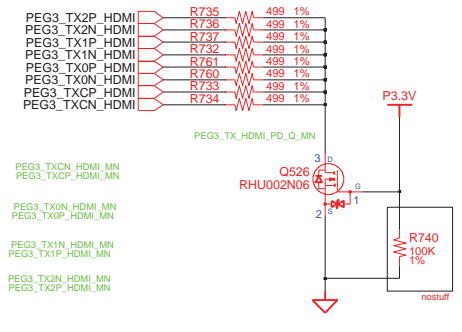 PEG3_TX2P_HDMI R735 499 1%
PEG3_TX2N_HDMI R736 499 1%
PEG3_TX1P_HDMI R737 499 1%
PEG3_TX1N_HDMI R732 499 1%
PEG3_TX0P_HDMI R761 499 1%
PEG3_TX0N_HDMI R760 499 1%
PEG3_TXCP_HDMI R733 499 1%
PEG3_TXCN_HDMI R734 499 1%
P3.3V
PEG3_TX_HDMI_PD_Q_MN
3 D
Q526
RHU002N06
G
1
S
2
PEG3_TXCN_HDMI_MN
PEG3_TXCP_HDMI_MN
PEG3_TX0N_HDMI_MN
PEG3_TX0P_HDMI_MN
PEG3_TX1N_HDMI_MN
PEG3_TX1P_HDMI_MN
PEG3_TX2N_HDMI_MN
PEG3_TX2P_HDMI_MN
R740
100K
1%
nostuff